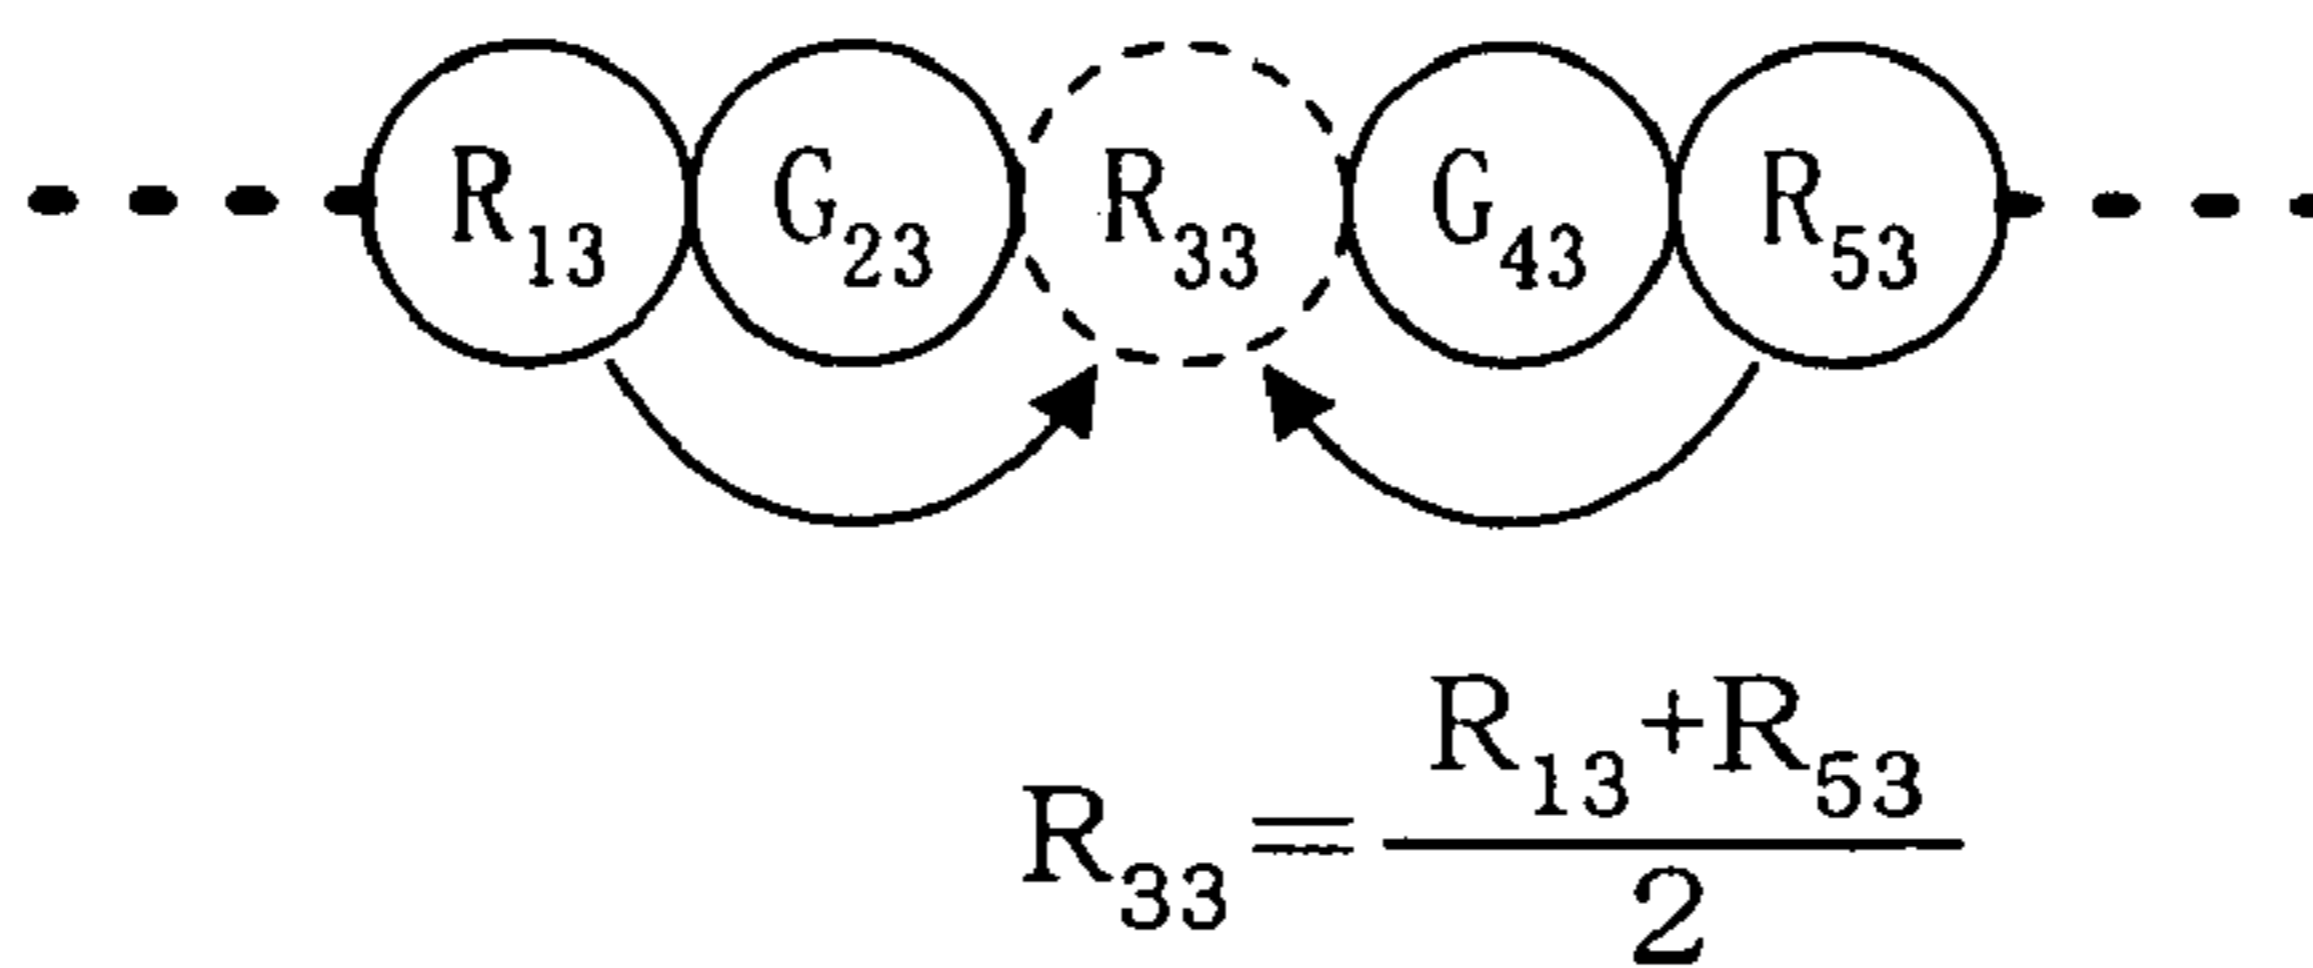 R₁₃ G₂₃ R₃₃ G₄₃ R₅₃
R₃₃ = (R₁₃+R₅₃)/2